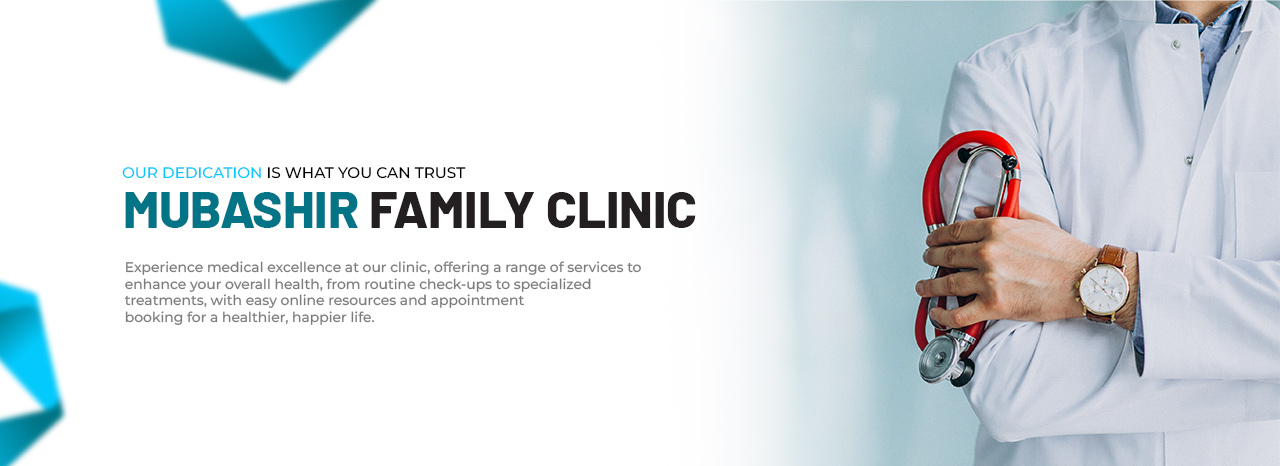 OUR DEDICATION IS WHAT YOU CAN TRUST
MUBASHIR FAMILY CLINIC
Experience medical excellence at our clinic, offering a range of services to
enhance your overall health, from routine check-ups to specialized
treatments, with easy online resources and appointment
booking for a healthier, happier life.